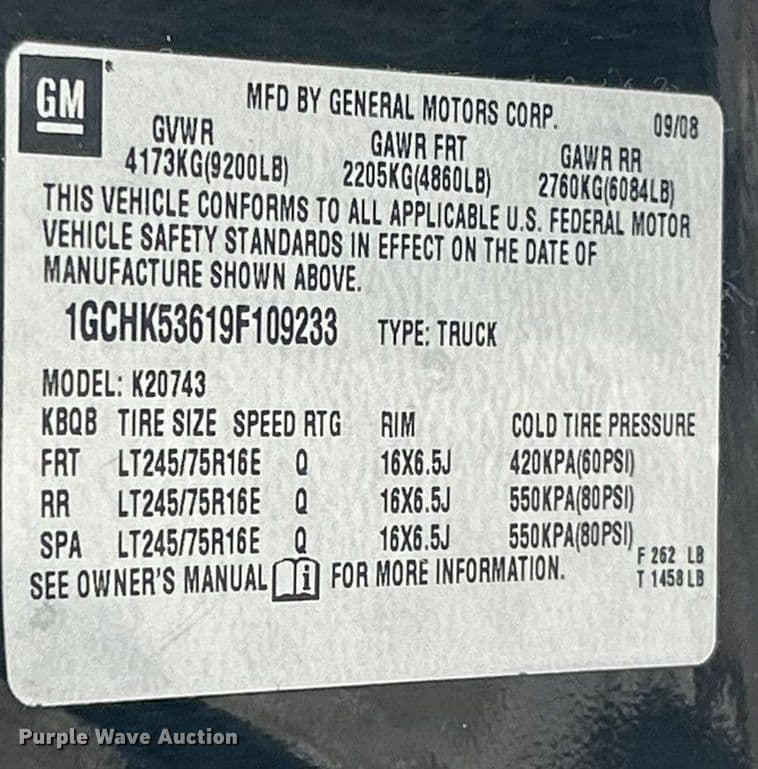 GM
MFD BY GENERAL MOTORS CORP. 09/08
GVWR GAWR FRT GAWR RR
4173KG(9200LB) 2205KG(4860LB) 2760KG(6084LB)
THIS VEHICLE CONFORMS TO ALL APPLICABLE U.S. FEDERAL MOTOR
VEHICLE SAFETY STANDARDS IN EFFECT ON THE DATE OF
MANUFACTURE SHOWN ABOVE.
1GCHK53619F109233 TYPE: TRUCK
MODEL: K20743
KBQB TIRE SIZE SPEED RTG RIM COLD TIRE PRESSURE
FRT LT245/75R16E Q 16X6.5J 420KPA(60PSI)
RR LT245/75R16E Q 16X6.5J 550KPA(80PSI)
SPA LT245/75R16E Q 16X6.5J 550KPA(80PSI)
SEE OWNER'S MANUAL i FOR MORE INFORMATION.
F 262 LB
T 1458 LB
Purple Wave Auction